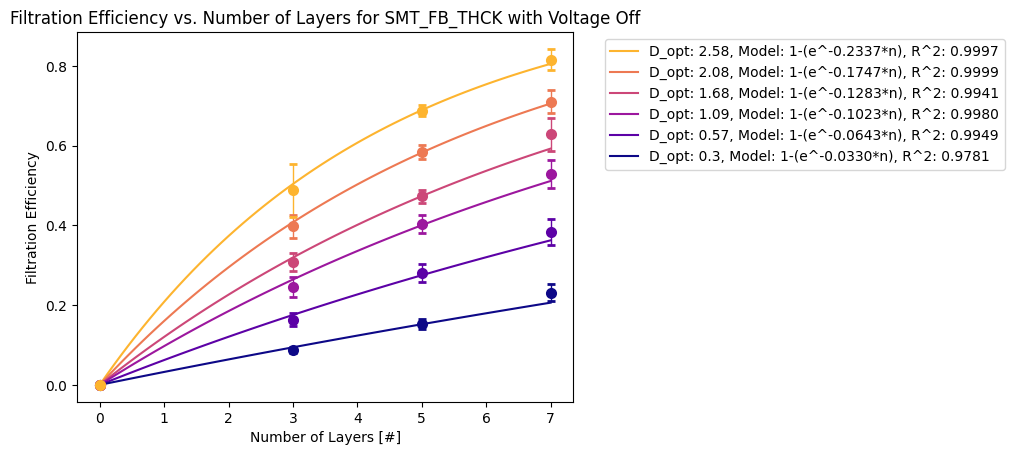 Filtration Efficiency vs. Number of Layers for SMT_FB_THCK with Voltage Off
D_opt: 2.58, Model: 1-(e^-0.2337*n), R^2: 0.9997
D_opt: 2.08, Model: 1-(e^-0.1747*n), R^2: 0.9999
D_opt: 1.68, Model: 1-(e^-0.1283*n), R^2: 0.9941
D_opt: 1.09, Model: 1-(e^-0.1023*n), R^2: 0.9980
D_opt: 0.57, Model: 1-(e^-0.0643*n), R^2: 0.9949
D_opt: 0.3, Model: 1-(e^-0.0330*n), R^2: 0.9781
Filtration Efficiency
0.8
0.6
0.4
0.2
0.0
0 1 2 3 4 5 6 7
Number of Layers [#]